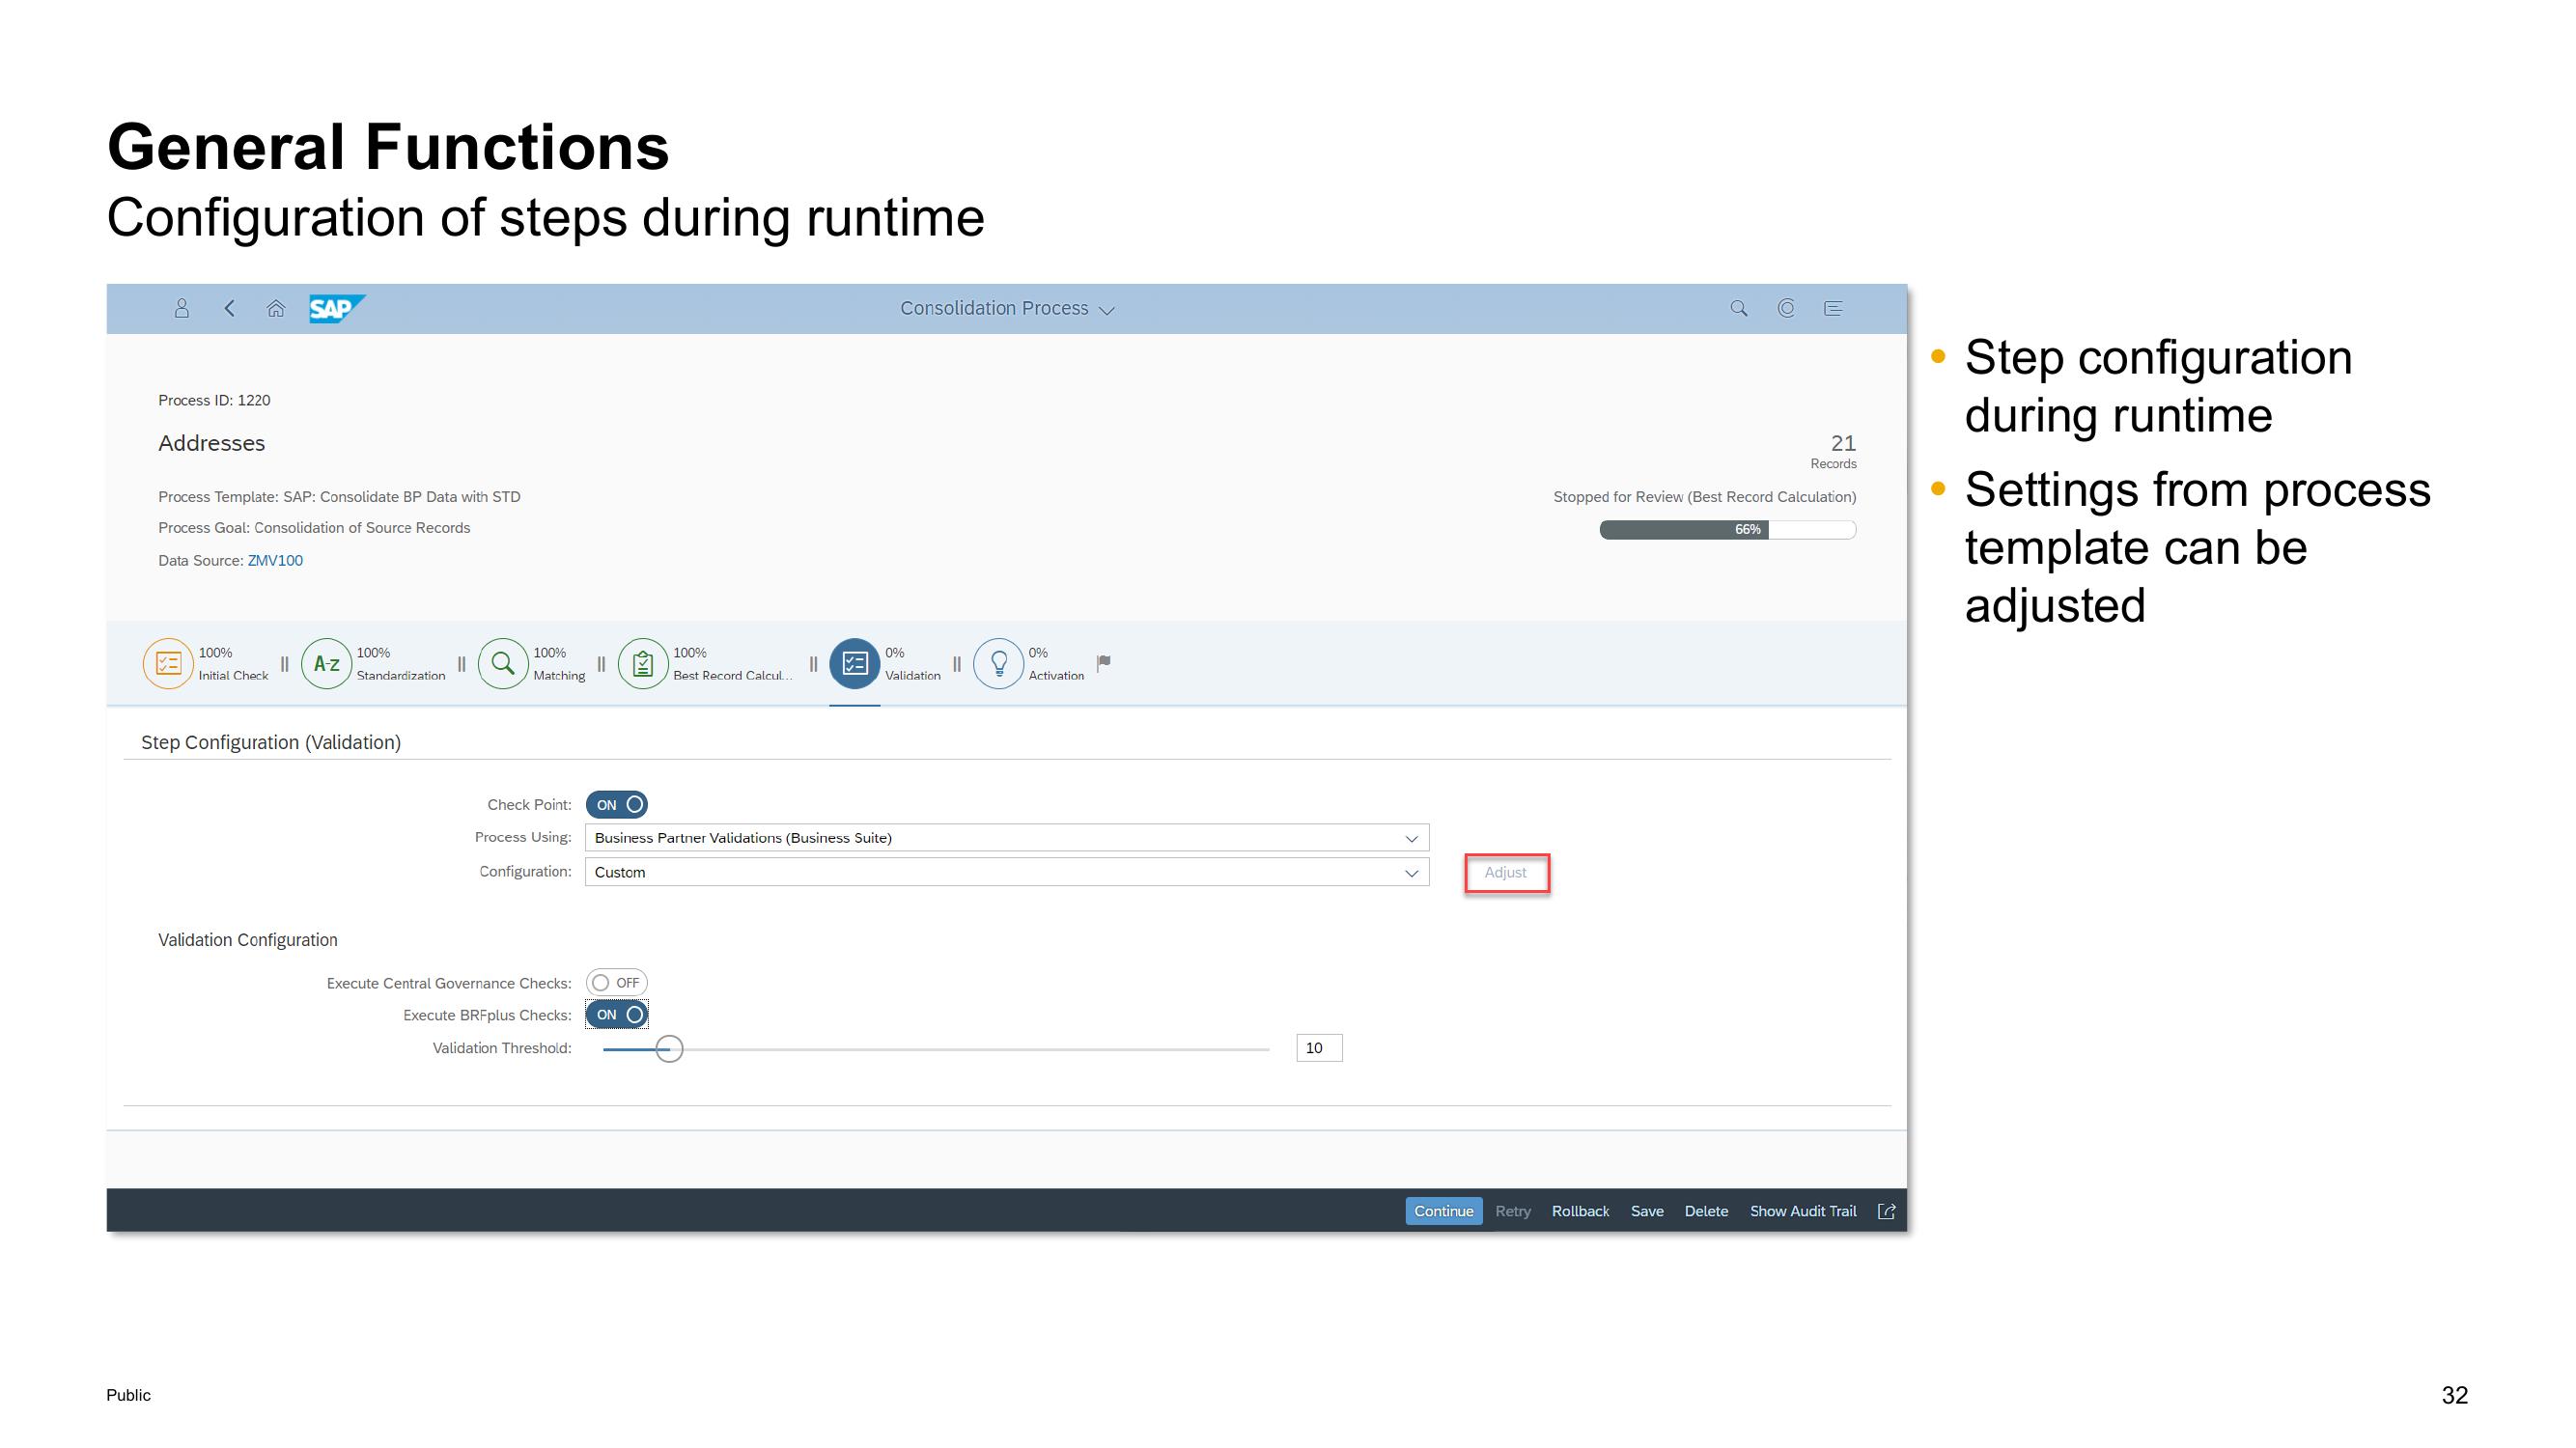 General Functions
Configuration of steps during runtime
SAP
Consolidation Process
Process ID: 1220
Addresses
21
Records
Process Template: SAP: Consolidate BP Data with STD
Stopped for Review (Best Record Calculation)
Process Goal: Consolidation of Source Records
66%
Data Source: ZMV100
100%
Initial Check
A-z
100%
Standardization
100%
Matching
100%
Best Record Calcul...
0%
Validation
0%
Activation
Step Configuration (Validation)
Check Point: ON
Process Using: Business Partner Validations (Business Suite)
Configuration: Custom
Adjust
Validation Configuration
Execute Central Governance Checks: OFF
Execute BRFplus Checks: ON
Validation Threshold: 10
Continue Retry Rollback Save Delete Show Audit Trail
• Step configuration
during runtime
• Settings from process
template can be
adjusted
Public
32